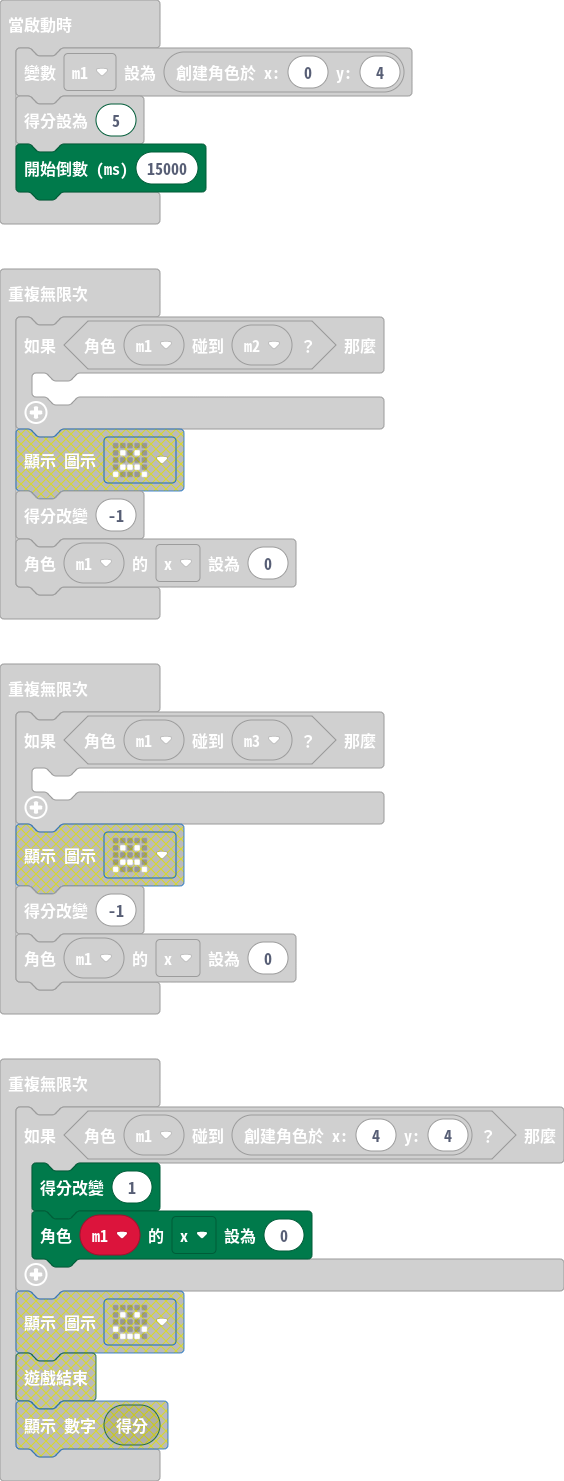 當啟動時
變數 m1 設為 創建角色於 x: 0 y: 4
得分設為 5
開始倒數 (ms) 15000
重複無限次
如果 角色 m1 碰到 m2 ? 那麼
顯示 圖示
得分改變 -1
角色 m1 的 x 設為 0
重複無限次
如果 角色 m1 碰到 m3 ? 那麼
顯示 圖示
得分改變 -1
角色 m1 的 x 設為 0
重複無限次
如果 角色 m1 碰到 創建角色於 x: 4 y: 4 ? 那麼
得分改變 1
角色 m1 的 x 設為 0
顯示 圖示
遊戲結束
顯示 數字 得分